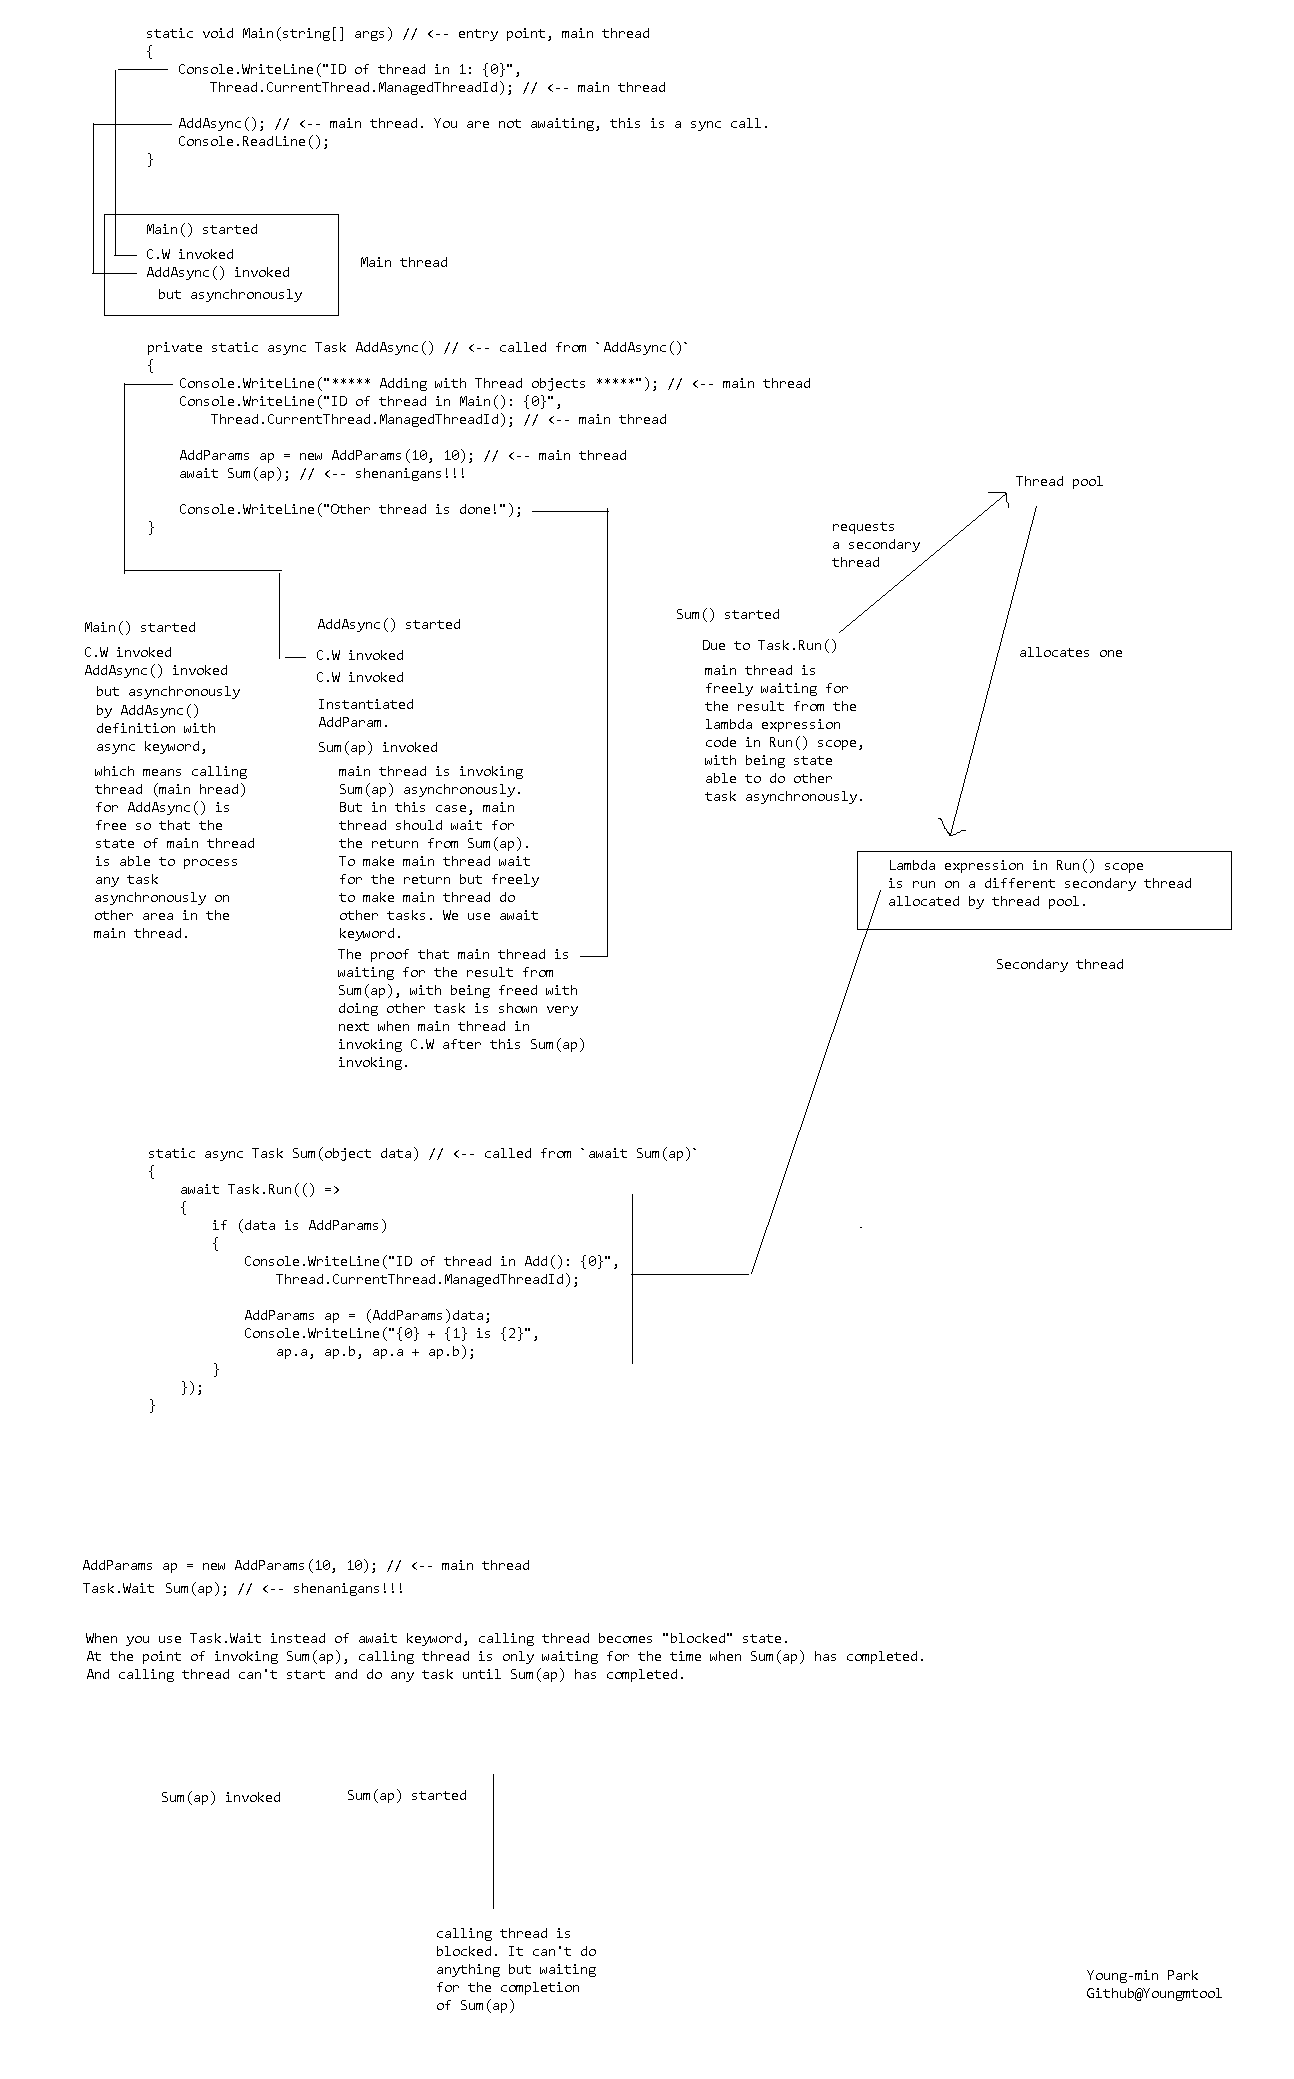 static void Main(string[] args) // <-- entry point, main thread
{
Console.WriteLine("ID of thread in 1: {0}",
Thread.CurrentThread.ManagedThreadId); // <-- main thread
AddAsync(); // <-- main thread. You are not awaiting, this is a sync call.
Console.ReadLine();
}
Main() started
C.W invoked
AddAsync() invoked
but asynchronously
Main thread
private static async Task AddAsync() // <-- called from `AddAsync()`
{
Console.WriteLine("***** Adding with Thread objects *****"); // <-- main thread
Console.WriteLine("ID of thread in Main(): {0}",
Thread.CurrentThread.ManagedThreadId); // <-- main thread
AddParams ap = new AddParams(10, 10); // <-- main thread
await Sum(ap); // <-- shenanigans!!!
Console.WriteLine("Other thread is done!");
}
Main() started
C.W invoked
AddAsync() invoked
but asynchronously
by AddAsync()
definition with
async keyword,
which means calling
thread (main hread)
for AddAsync() is
free so that the
state of main thread
is able to process
any task
asynchronously on
other area in the
main thread.
AddAsync() started
C.W invoked
C.W invoked
Instantiated
AddParam.
Sum(ap) invoked
main thread is invoking
Sum(ap) asynchronously.
But in this case, main
thread should wait for
the return from Sum(ap).
To make main thread wait
for the return but freely
to make main thread do
other tasks. We use await
keyword.
The proof that main thread is
waiting for the result from
Sum(ap), with being freed with
doing other task is shown very
next when main thread in
invoking C.W after this Sum(ap)
invoking.
Sum() started
Due to Task.Run()
main thread is
freely waiting for
the result from the
lambda expression
code in Run() scope,
with being state
able to do other
task asynchronously.
requests
a secondary
thread
Thread pool
allocates one
Lambda expression in Run() scope
is run on a different secondary thread
allocated by thread pool.
Secondary thread
static async Task Sum(object data) // <-- called from `await Sum(ap)`
{
await Task.Run(() =>
{
if (data is AddParams)
{
Console.WriteLine("ID of thread in Add(): {0}",
Thread.CurrentThread.ManagedThreadId);
AddParams ap = (AddParams)data;
Console.WriteLine("{0} + {1} is {2}",
ap.a, ap.b, ap.a + ap.b);
}
});
}
AddParams ap = new AddParams(10, 10); // <-- main thread
Task.Wait Sum(ap); // <-- shenanigans!!!
When you use Task.Wait instead of await keyword, calling thread becomes "blocked" state.
At the point of invoking Sum(ap), calling thread is only waiting for the time when Sum(ap) has completed.
And calling thread can't start and do any task until Sum(ap) has completed.
Sum(ap) invoked
Sum(ap) started
calling thread is
blocked. It can't do
anything but waiting
for the completion
of Sum(ap)
Young-min Park
Github@Youngmtool